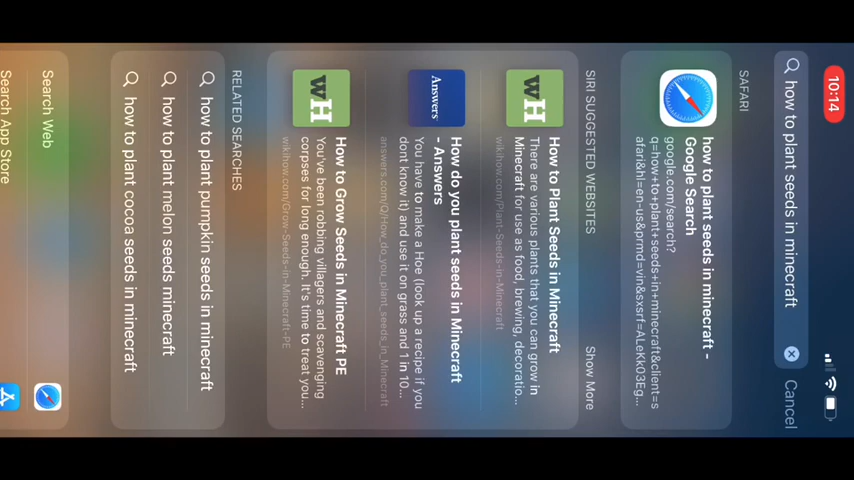 10:14
how to plant seeds in minecraft
Cancel
SAFARI
how to plant seeds in minecraft -
Google Search
google.com/search?
q=how+to+plant+seeds+in+minecraft&client=s
afari&hl=en-us&prmd=vin&sxsrf=ALeKk03Eg...
SIRI SUGGESTED WEBSITES
Show More
How to Plant Seeds in Minecraft
There are various plants that you can grow in
Minecraft for use as food, brewing, decoratio...
wikihow.com/Plant-Seeds-in-Minecraft
How do you plant seeds in Minecraft
- Answers
You have to make a Hoe (look up a recipe if you
dont know it) and use it on grass and 1 in 10...
answers.com/Q/How_do_you_plant_seeds_in_Minecraft
How to Grow Seeds in Minecraft PE
You've been robbing villagers and scavenging
corpses for long enough. It's time to treat you...
wikihow.com/Grow-Seeds-in-Minecraft-PE
wH
Answers
wH
RELATED SEARCHES
how to plant pumpkin seeds in minecraft
how to plant melon seeds minecraft
how to plant cocoa seeds in minecraft
Search Web
Search App Store